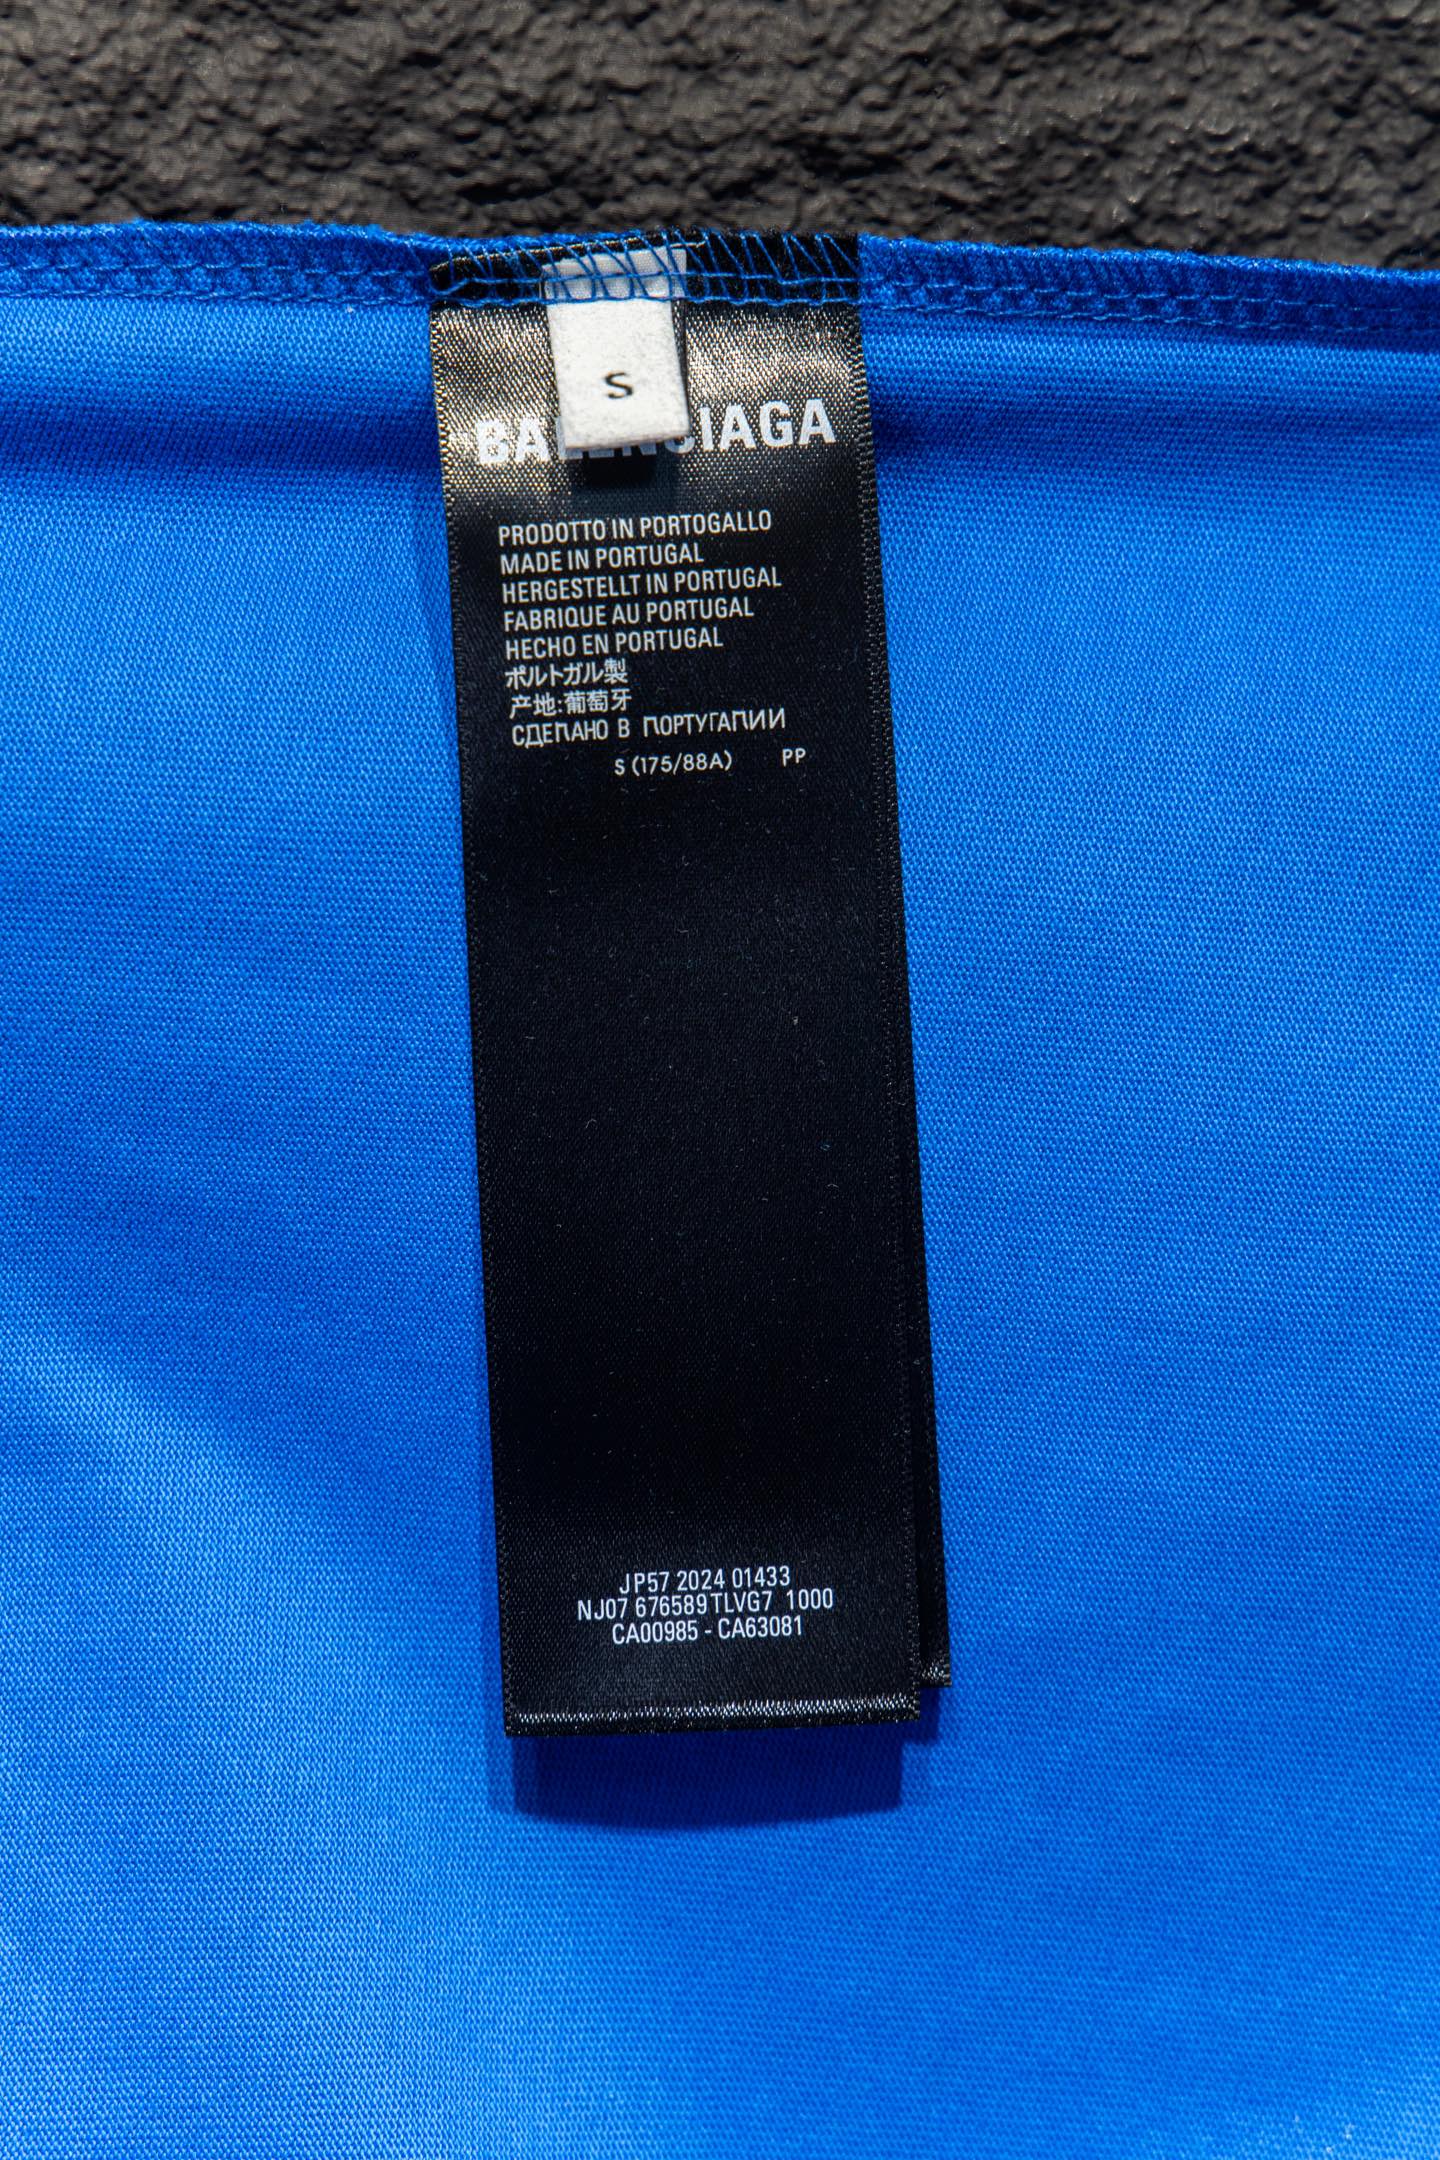 S
BALENCIAGA
PRODOTTO IN PORTOGALLO
MADE IN PORTUGAL
HERGESTELLT IN PORTUGAL
FABRIQUE AU PORTUGAL
HECHO EN PORTUGAL
ポルトガル製
产地:葡萄牙
СДЕПАНО В ПОРТУГАПИИ
S (175/88A) PP
JP57 2024 01433
NJ07 676589 TLVG7 1000
CA00985 - CA63081